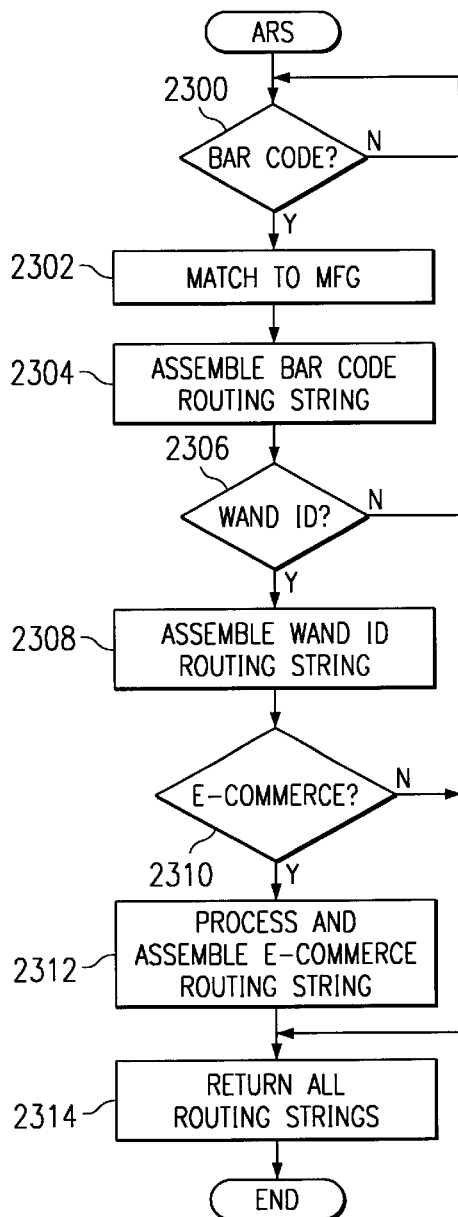 ARS
2300
BAR CODE?
N
Y
2302
MATCH TO MFG
2304
ASSEMBLE BAR CODE
ROUTING STRING
2306
WAND ID?
N
Y
2308
ASSEMBLE WAND ID
ROUTING STRING
E-COMMERCE?
N
2310
Y
2312
PROCESS AND
ASSEMBLE E-COMMERCE
ROUTING STRING
2314
RETURN ALL
ROUTING STRINGS
END